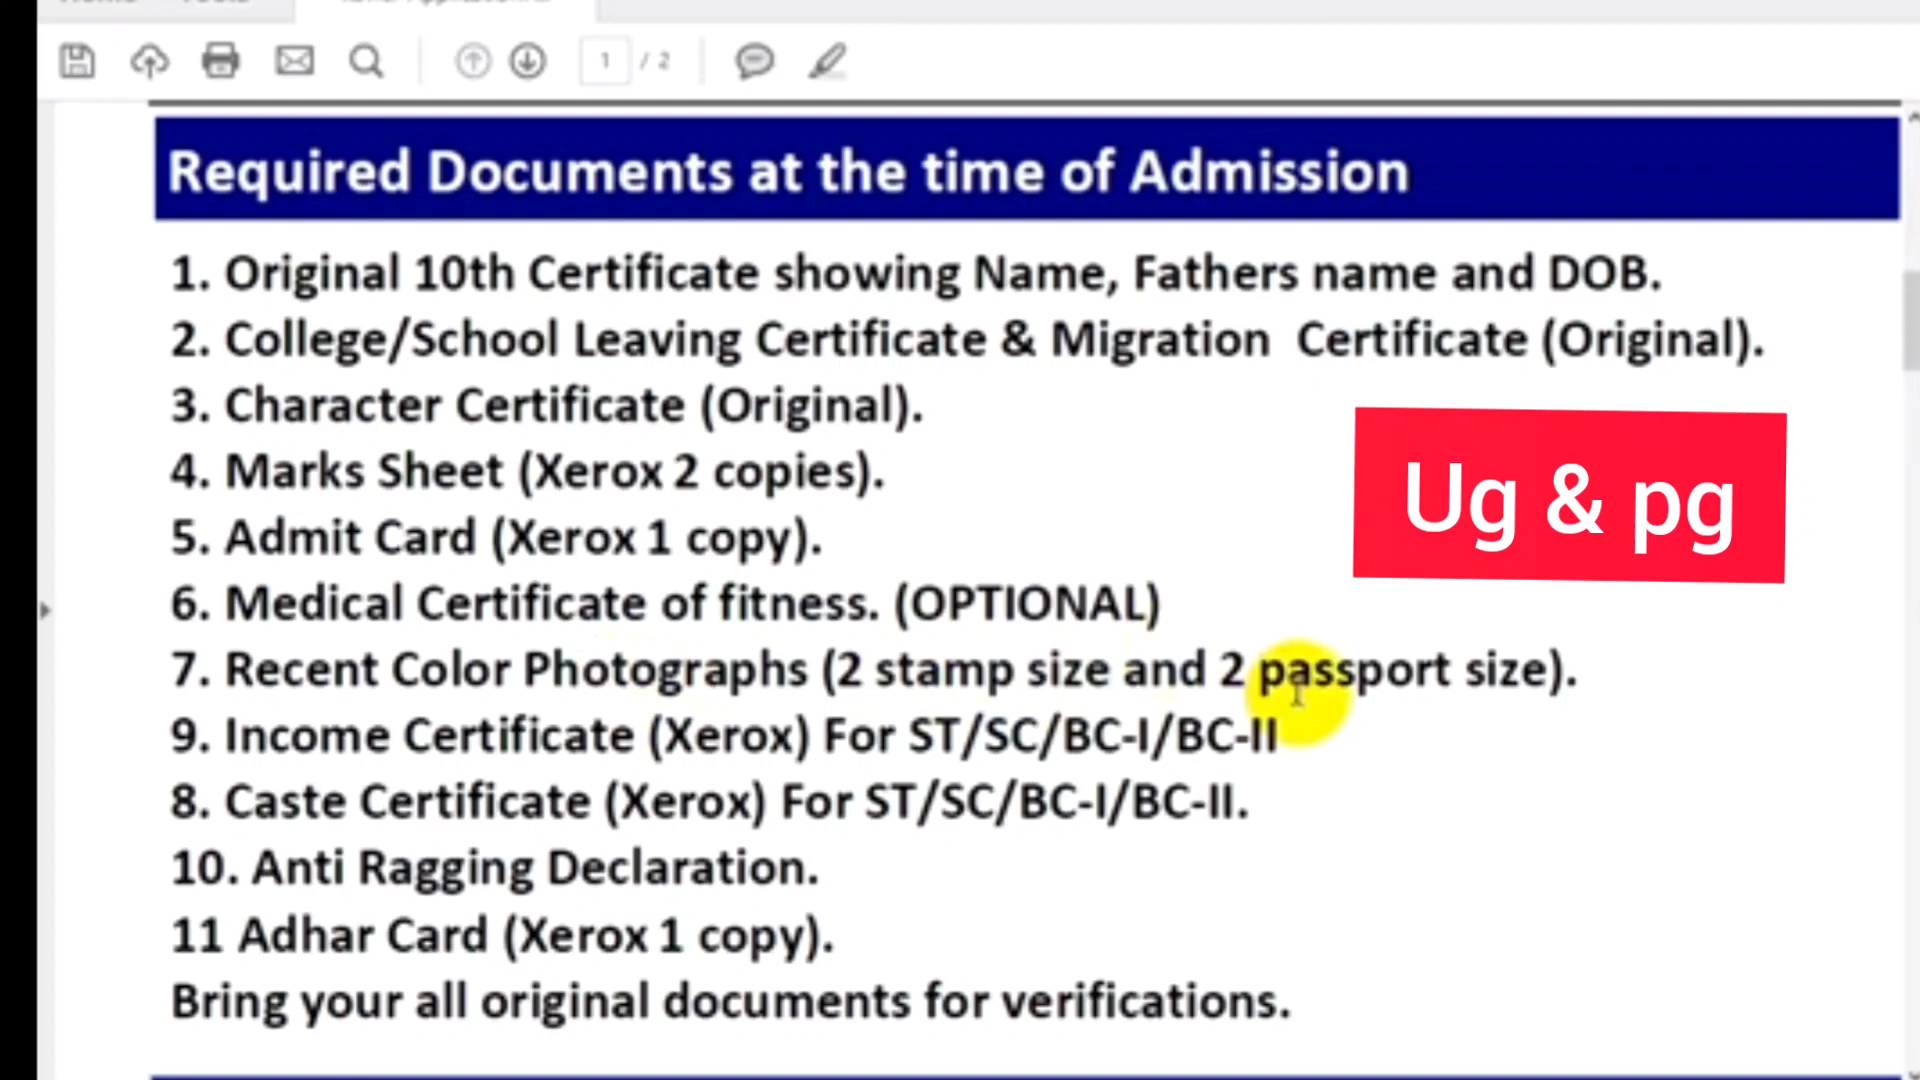 1 / 2
Required Documents at the time of Admission
1. Original 10th Certificate showing Name, Fathers name and DOB.
2. College/School Leaving Certificate & Migration Certificate (Original).
3. Character Certificate (Original).
4. Marks Sheet (Xerox 2 copies).
Ug & pg
5. Admit Card (Xerox 1 copy).
6. Medical Certificate of fitness. (OPTIONAL)
7. Recent Color Photographs (2 stamp size and 2 passport size).
9. Income Certificate (Xerox) For ST/SC/BC-I/BC-II
8. Caste Certificate (Xerox) For ST/SC/BC-I/BC-II.
10. Anti Ragging Declaration.
11 Adhar Card (Xerox 1 copy).
Bring your all original documents for verifications.